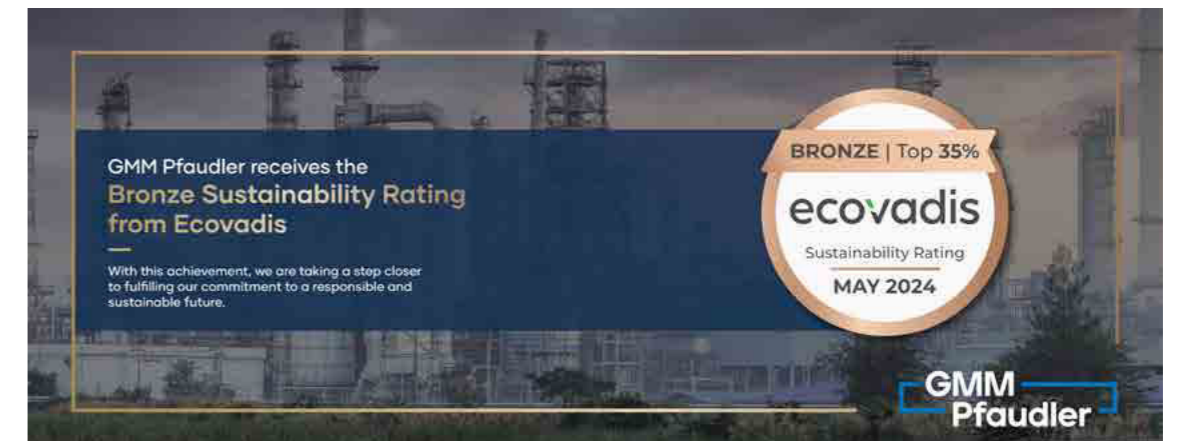 GMM Pfaudler receives the
Bronze Sustainability Rating
from Ecovadis
With this achievement, we are taking a step closer
to fulfilling our commitment to a responsible and
sustainable future.
BRONZE | Top 35%
ecovadis
Sustainability Rating
MAY 2024
GMM
Pfaudler